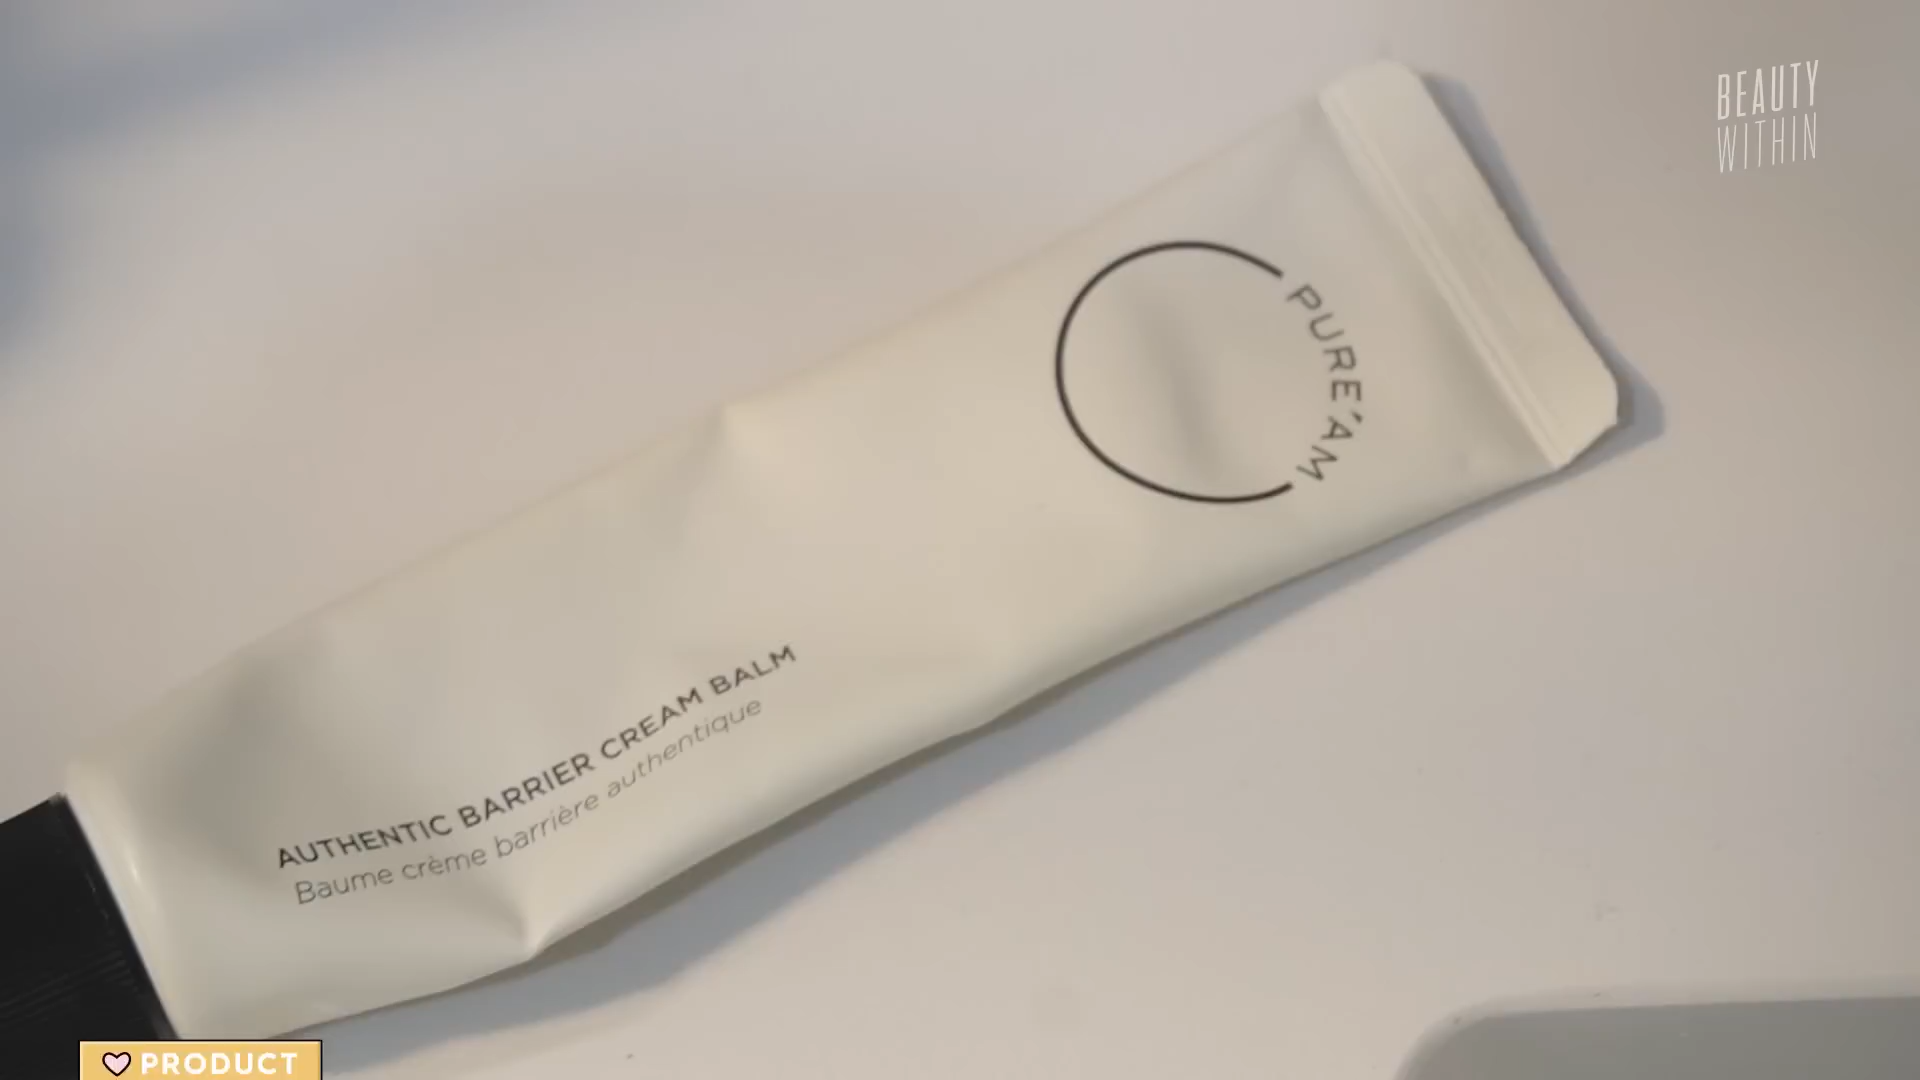 BEAUTY
WITHIN
PURE'AM
AUTHENTIC BARRIER CREAM BALM
Baume crème barrière authentique
PRODUCT